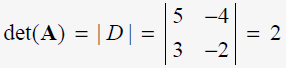 det(A) = | D | = | 5 −4 | = 2
| 3 −2 |